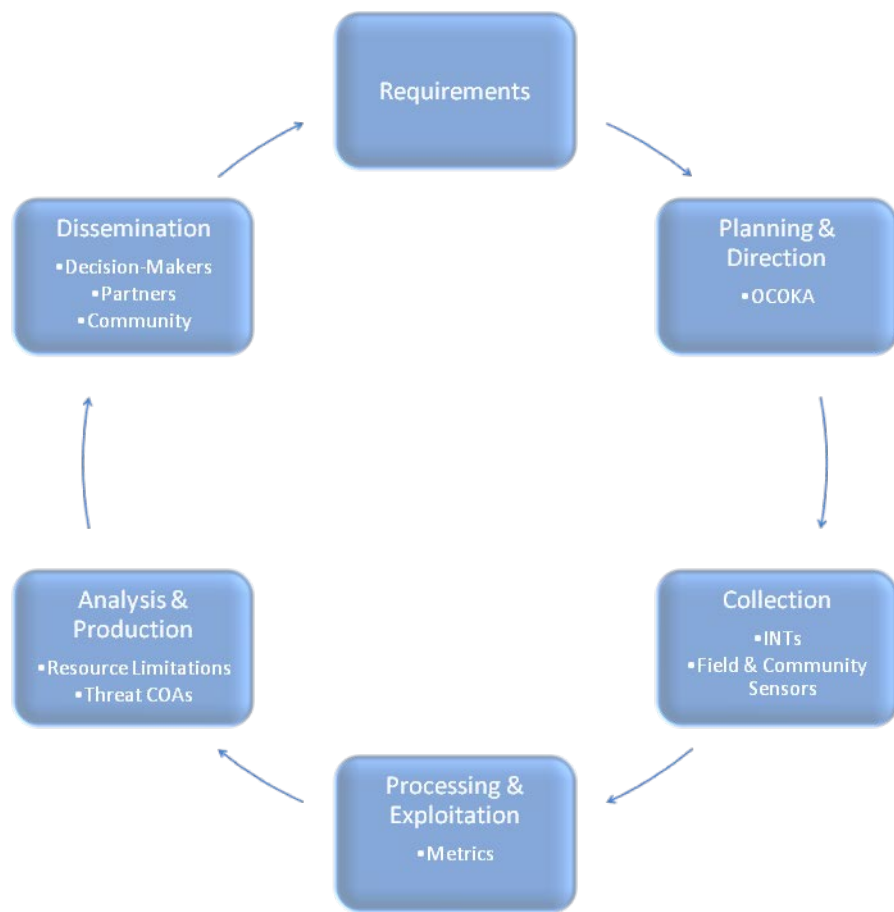 Requirements
Planning &
Direction
▪OCOKA
Collection
▪INTs
▪Field & Community
Sensors
Processing &
Exploitation
▪Metrics
Analysis &
Production
▪Resource Limitations
▪Threat COAs
Dissemination
▪Decision-Makers
▪Partners
▪Community